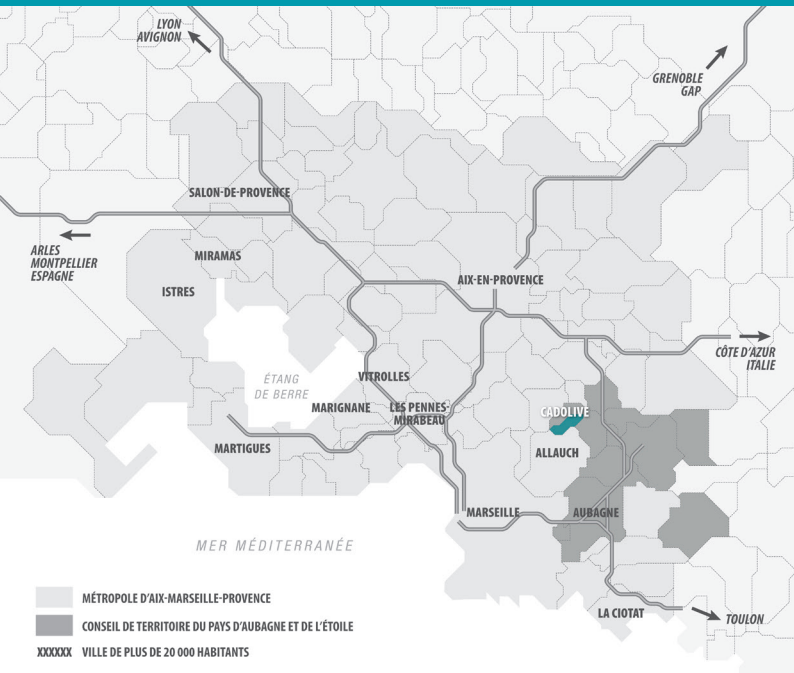 LYON
AVIGNON
GRENOBLE
GAP
SALON-DE-PROVENCE
ARLES
MONTPELLIER
ESPAGNE
MIRAMAS
ISTRES
AIX-EN-PROVENCE
CÔTE D'AZUR
ITALIE
ÉTANG
DE BERRE
VITROLLES
MARIGNANE
LES PENNES-
MIRABEAU
CADOLIVE
MARTIGUES
ALLAUCH
MARSEILLE
AUBAGNE
MER MÉDITERRANÉE
LA CIOTAT
TOULON
MÉTROPOLE D'AIX-MARSEILLE-PROVENCE
CONSEIL DE TERRITOIRE DU PAYS D'AUBAGNE ET DE L'ÉTOILE
XXXXXX VILLE DE PLUS DE 20 000 HABITANTS